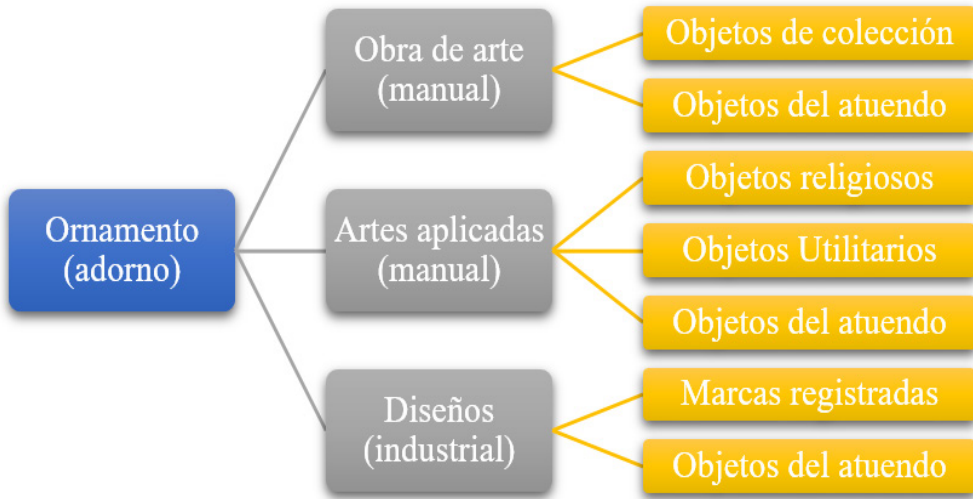 Ornamento
(adorno)
Obra de arte
(manual)
Objetos de colección
Objetos del atuendo
Artes aplicadas
(manual)
Objetos religiosos
Objetos Utilitarios
Objetos del atuendo
Diseños
(industrial)
Marcas registradas
Objetos del atuendo